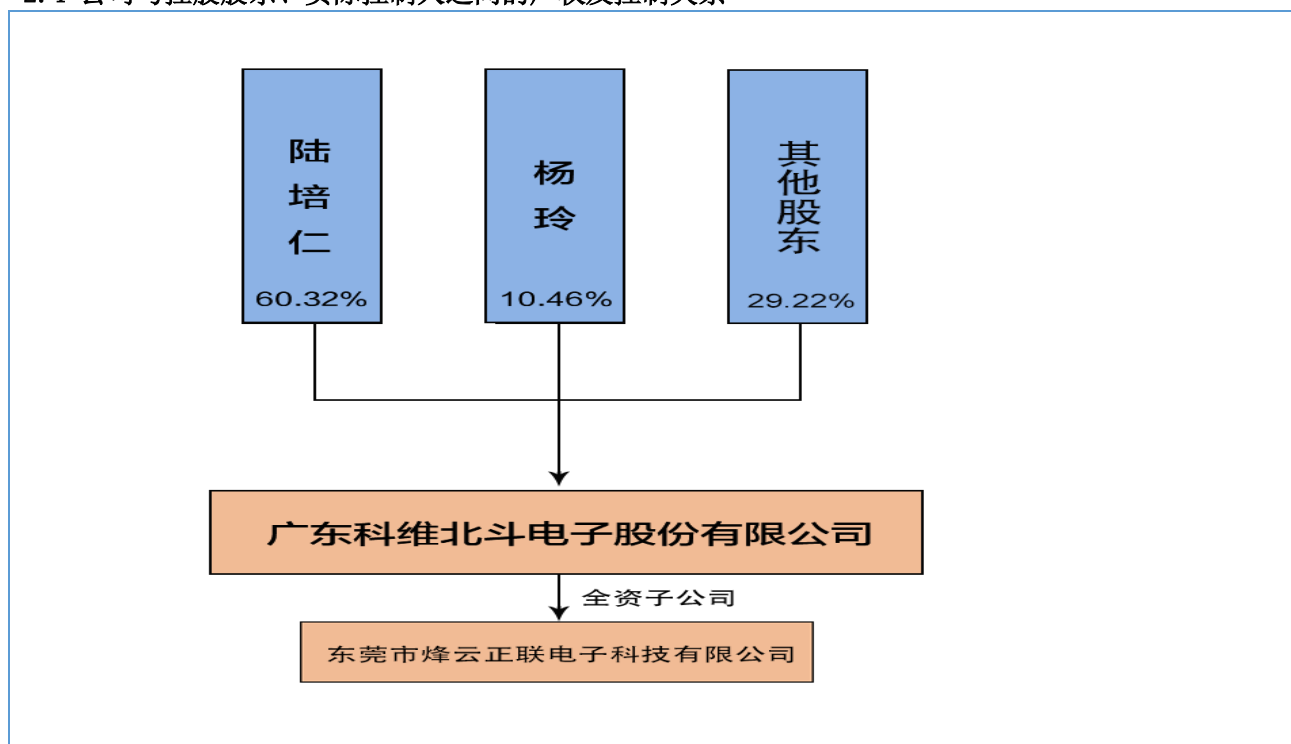 陆培仁
60.32%
杨玲
10.46%
其他股东
29.22%
广东科维北斗电子股份有限公司
全资子公司
东莞市烽云正联电子科技有限公司